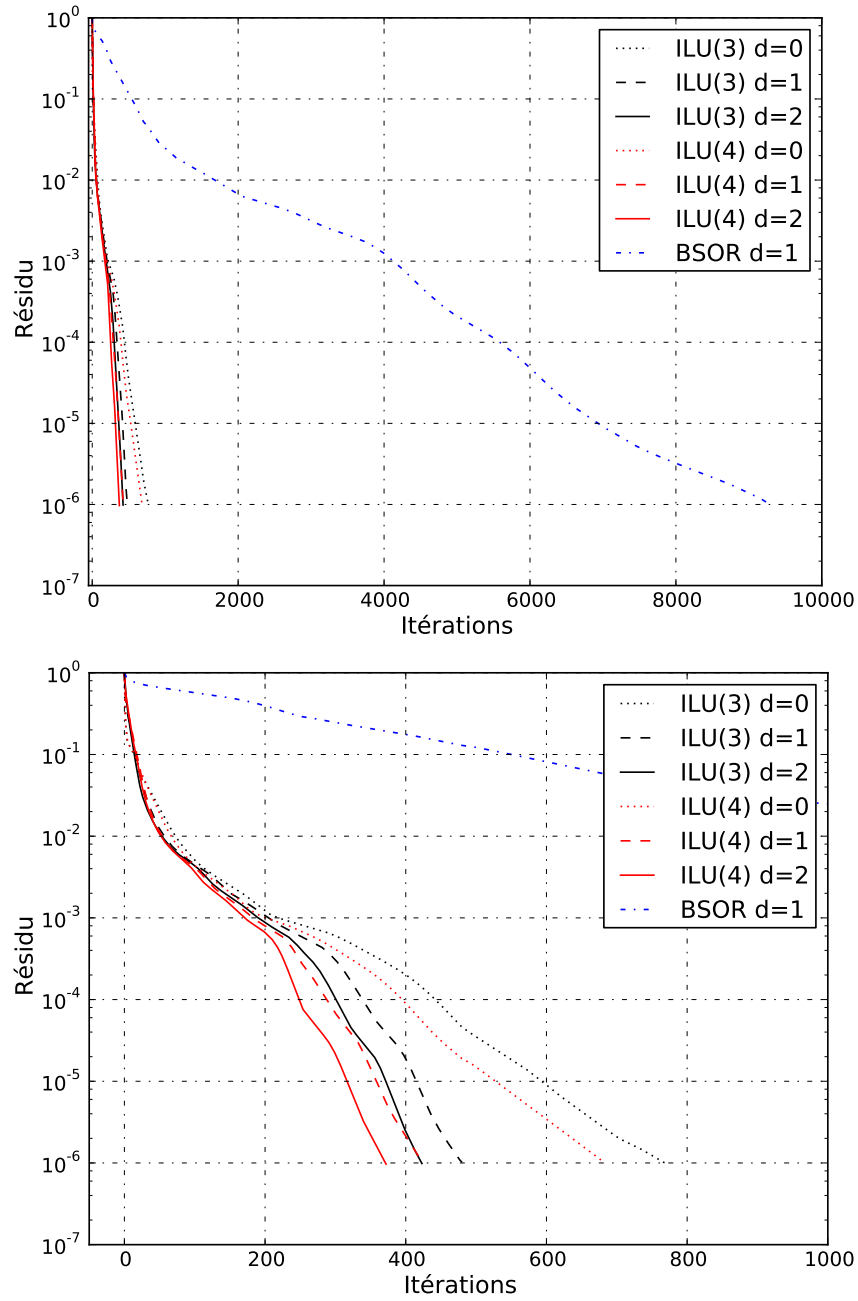 10^0
10^-1
10^-2
10^-3
10^-4
10^-5
10^-6
10^-7
Résidu
0 2000 4000 6000 8000 10000
Itérations
ILU(3) d=0
ILU(3) d=1
ILU(3) d=2
ILU(4) d=0
ILU(4) d=1
ILU(4) d=2
BSOR d=1
10^0
10^-1
10^-2
10^-3
10^-4
10^-5
10^-6
10^-7
Résidu
0 200 400 600 800 1000
Itérations
ILU(3) d=0
ILU(3) d=1
ILU(3) d=2
ILU(4) d=0
ILU(4) d=1
ILU(4) d=2
BSOR d=1